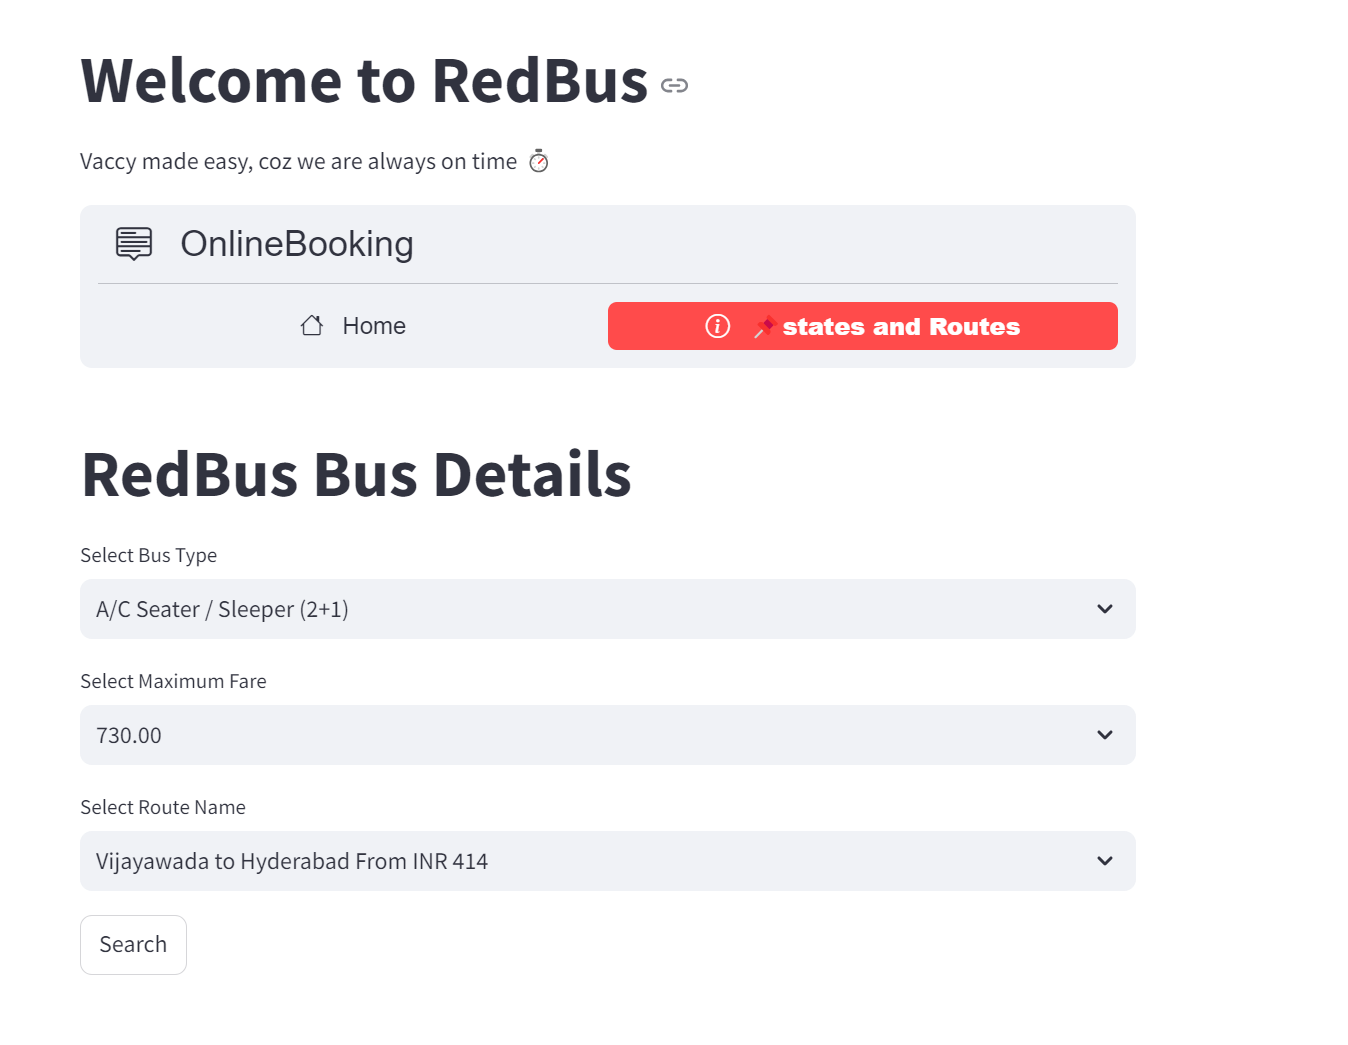 Welcome to RedBus
Vaccy made easy, coz we are always on time ⏱️
OnlineBooking
Home
📌states and Routes
RedBus Bus Details
Select Bus Type
A/C Seater / Sleeper (2+1)
Select Maximum Fare
730.00
Select Route Name
Vijayawada to Hyderabad From INR 414
Search